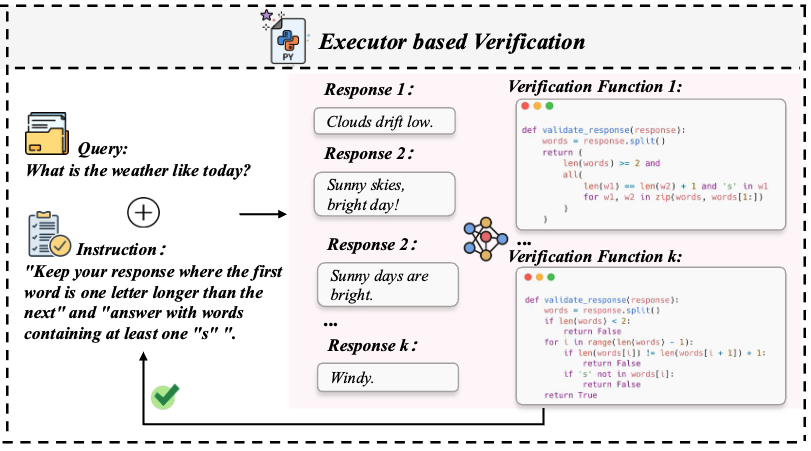 PY
Executor based Verification
Query:
What is the weather like today?
Instruction:
"Keep your response where the first
word is one letter longer than the
next" and "answer with words
containing at least one "s" ".
Response 1:
Clouds drift low.
Response 2:
Sunny skies,
bright day!
Response 2:
Sunny days are
bright.
...
Response k:
Windy.
Verification Function 1:
def validate_response(response):
words = response.split()
return (
len(words) >= 2 and
all(
len(w1) == len(w2) + 1 and 's' in w1
for w1, w2 in zip(words, words[1:])
)
)
...
Verification Function k:
def validate_response(response):
words = response.split()
if len(words) < 2:
return False
for i in range(len(words) - 1):
if len(words[i]) != len(words[i + 1]) + 1:
return False
if 's' not in words[i]:
return False
return True